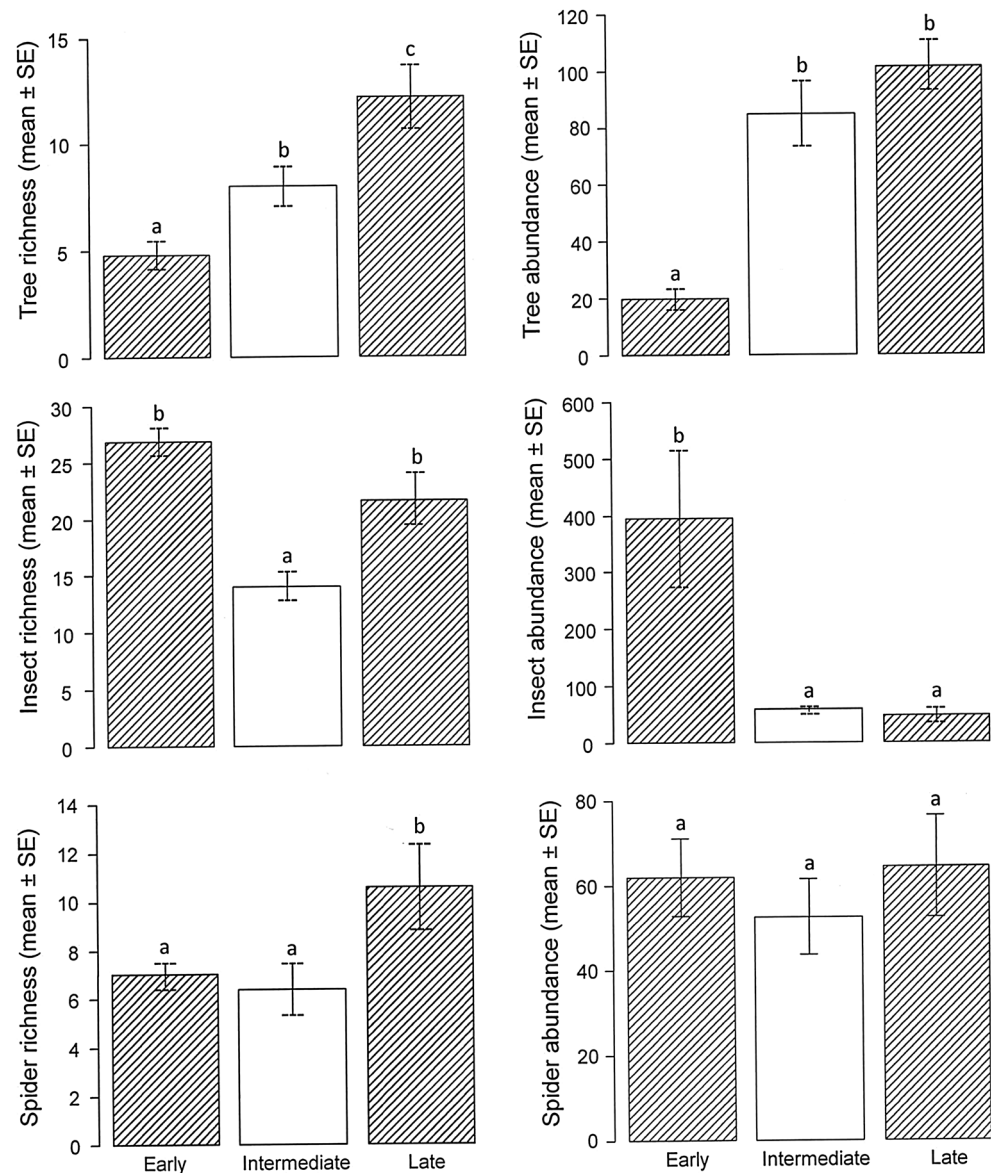 Tree richness (mean ± SE)
15
10
5
0
a
b
c
Tree abundance (mean ± SE)
120
100
80
60
40
20
0
a
b
b
Insect richness (mean ± SE)
30
25
20
15
10
5
0
b
a
b
Insect abundance (mean ± SE)
600
500
400
300
200
100
0
b
a
a
Spider richness (mean ± SE)
14
12
10
8
6
4
2
0
a
a
b
Early Intermediate Late
Spider abundance (mean ± SE)
80
60
40
20
0
a
a
a
Early Intermediate Late